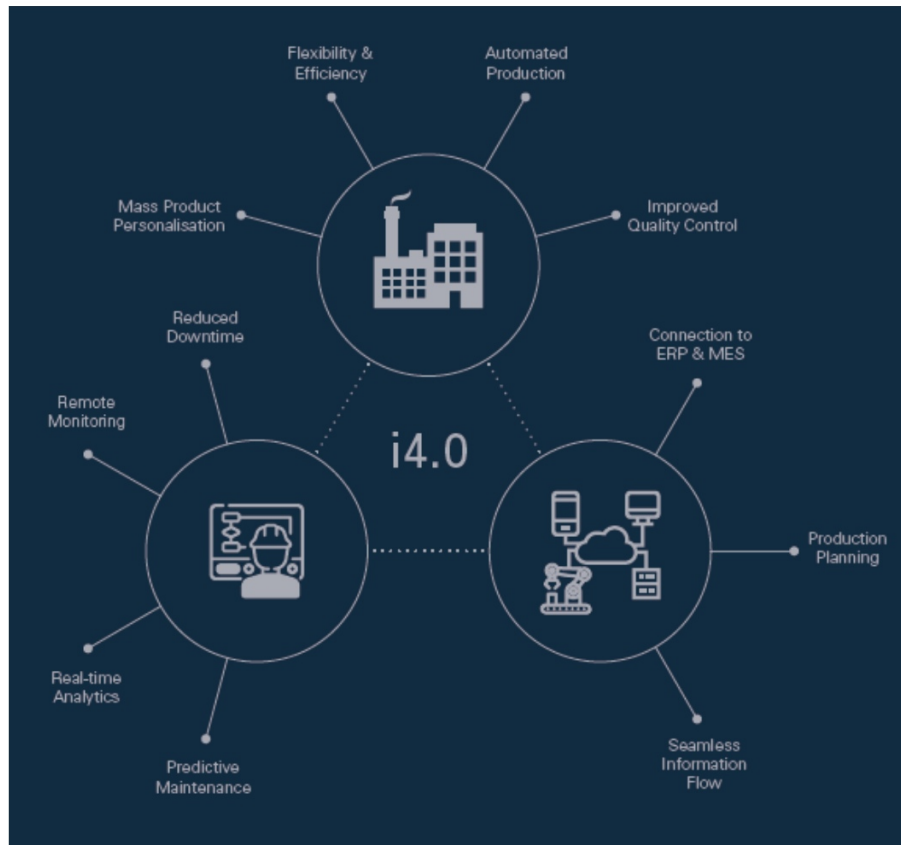 Flexibility &
Efficiency
Automated
Production
Mass Product
Personalisation
Improved
Quality Control
Reduced
Downtime
Connection to
ERP & MES
Remote
Monitoring
i4.0
Production
Planning
Real-time
Analytics
Seamless
Information
Flow
Predictive
Maintenance